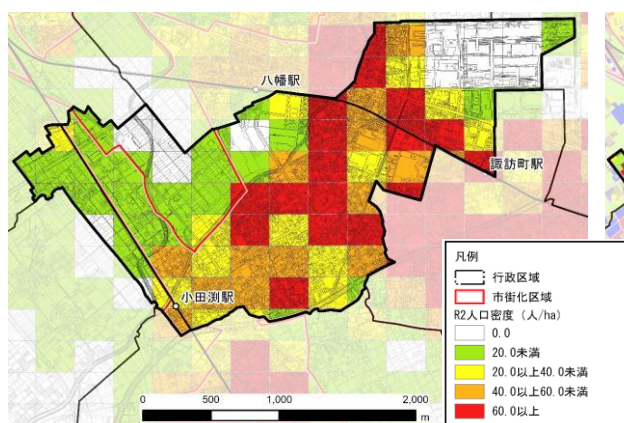 八幡駅
諏訪町駅
小田渕駅
0 500 1,000 2,000
m
凡例
行政区域
市街化区域
R2人口密度（人/ha）
0.0
20.0未満
20.0以上40.0未満
40.0以上60.0未満
60.0以上